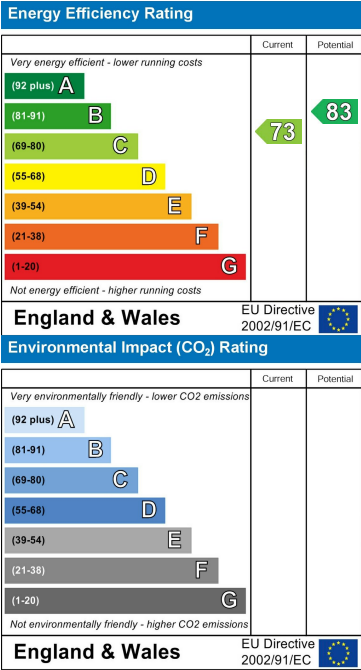 Energy Efficiency Rating
Current Potential
Very energy efficient - lower running costs
(92 plus) A
(81-91) B
(69-80) C
(55-68) D
(39-54) E
(21-38) F
(1-20) G
73
83
Not energy efficient - higher running costs
England & Wales
EU Directive
2002/91/EC
Environmental Impact (CO₂) Rating
Current Potential
Very environmentally friendly - lower CO2 emissions
(92 plus) A
(81-91) B
(69-80) C
(55-68) D
(39-54) E
(21-38) F
(1-20) G
Not environmentally friendly - higher CO2 emissions
England & Wales
EU Directive
2002/91/EC